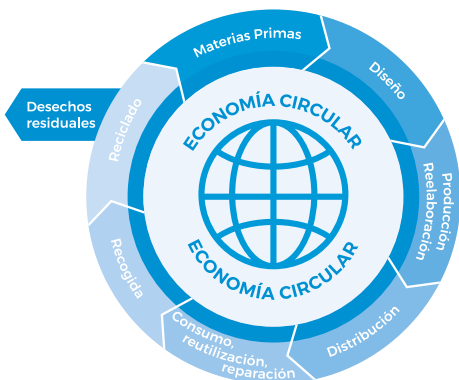 Materias Primas
Diseño
Producción
Reelaboración
Distribución
Consumo,
reutilización,
reparación
Recogida
Reciclado
Desechos
residuales
ECONOMÍA CIRCULAR
ECONOMÍA CIRCULAR